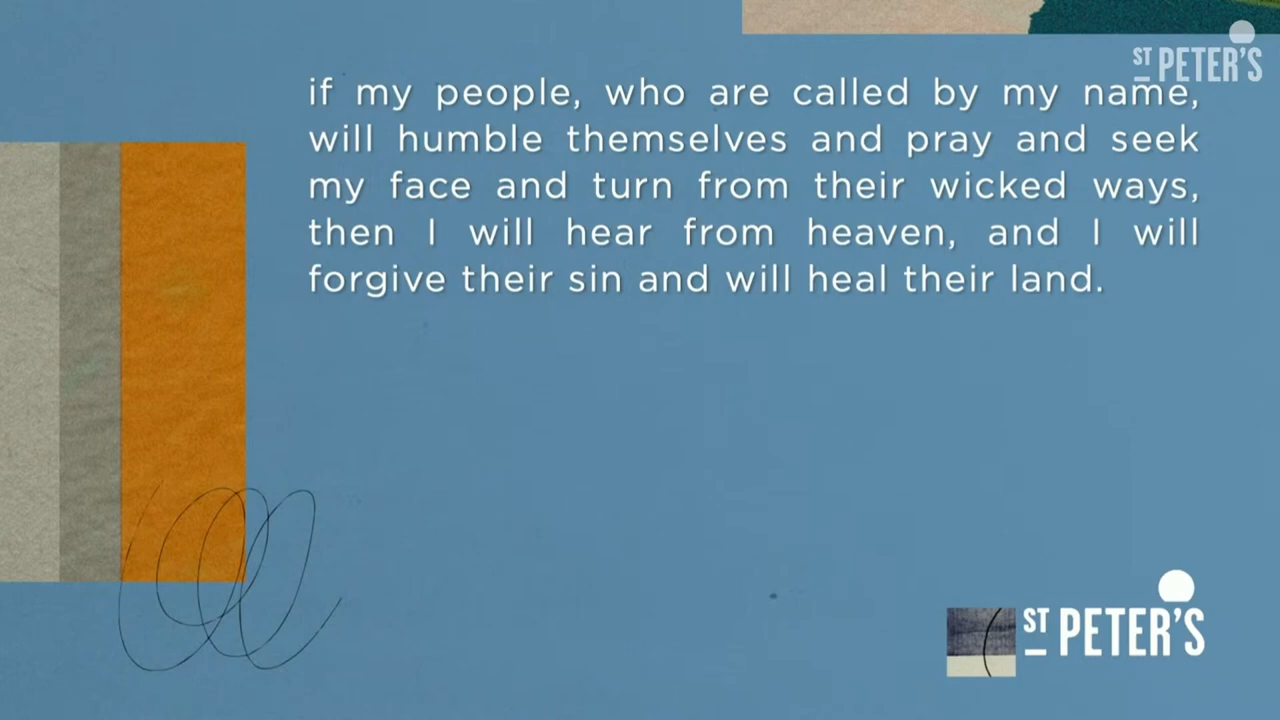 ST PETER'S
if my people, who are called by my name,
will humble themselves and pray and seek
my face and turn from their wicked ways,
then I will hear from heaven, and I will
forgive their sin and will heal their land.
ST PETER'S